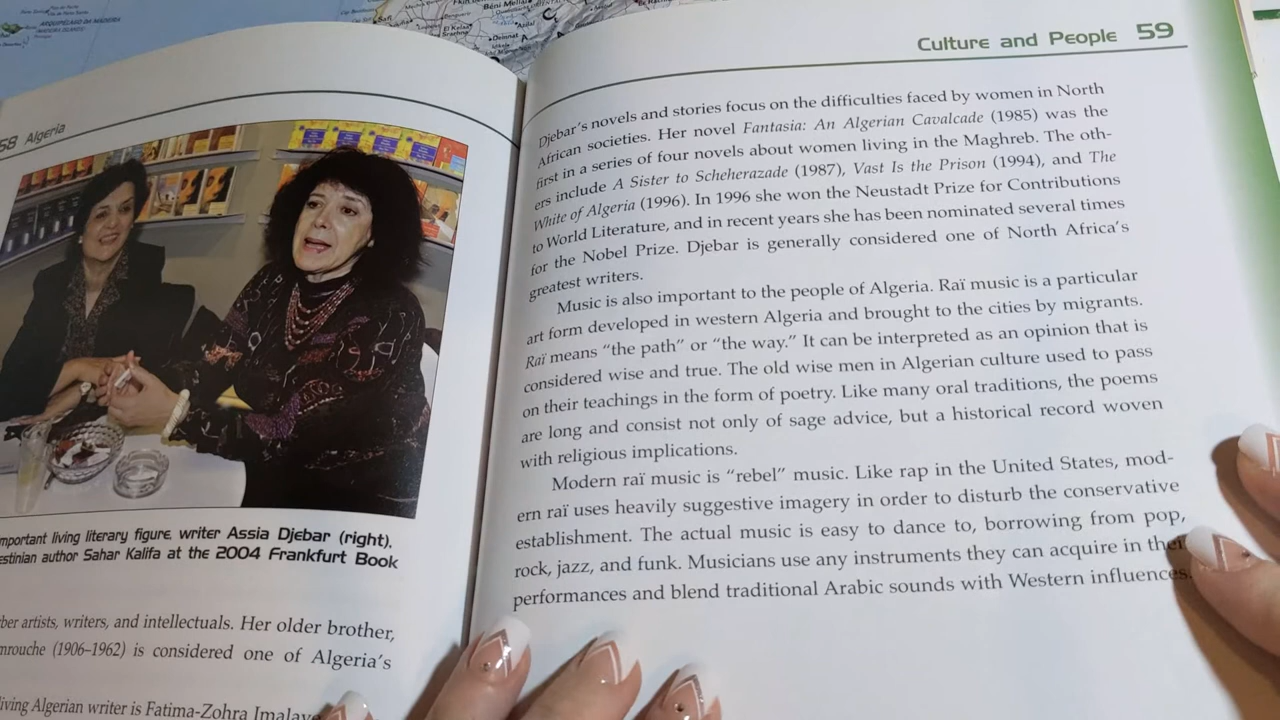 ARQUIPÉLAGO DA MADEIRA
Safi
Béni Mellal
58 Algeria
mportant living literary figure, writer Assia Djebar (right),
estinian author Sahar Kalifa at the 2004 Frankfurt Book
ber artists, writers, and intellectuals. Her older brother,
mrouche (1906–1962) is considered one of Algeria's
living Algerian writer is Fatima-Zohra Imalaye
Culture and People 59
Djebar's novels and stories focus on the difficulties faced by women in North
African societies. Her novel Fantasia: An Algerian Cavalcade (1985) was the
first in a series of four novels about women living in the Maghreb. The oth-
ers include A Sister to Scheherazade (1987), Vast Is the Prison (1994), and The
White of Algeria (1996). In 1996 she won the Neustadt Prize for Contributions
to World Literature, and in recent years she has been nominated several times
for the Nobel Prize. Djebar is generally considered one of North Africa's
greatest writers.
Music is also important to the people of Algeria. Raï music is a particular
art form developed in western Algeria and brought to the cities by migrants.
Raï means "the path" or "the way." It can be interpreted as an opinion that is
considered wise and true. The old wise men in Algerian culture used to pass
on their teachings in the form of poetry. Like many oral traditions, the poems
are long and consist not only of sage advice, but a historical record woven
with religious implications.
Modern raï music is "rebel" music. Like rap in the United States, mod-
ern raï uses heavily suggestive imagery in order to disturb the conservative
establishment. The actual music is easy to dance to, borrowing from pop,
rock, jazz, and funk. Musicians use any instruments they can acquire in their
performances and blend traditional Arabic sounds with Western influences.